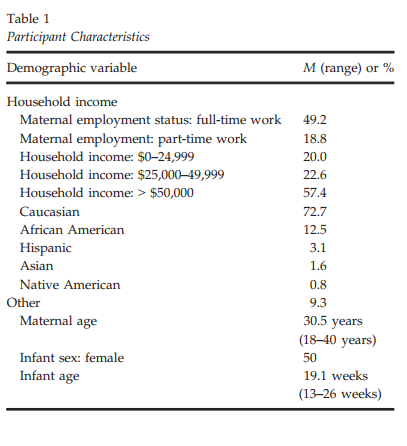 Table 1
Participant Characteristics
Demographic variable M (range) or %
Household income
Maternal employment status: full-time work 49.2
Maternal employment: part-time work 18.8
Household income: $0–24,999 20.0
Household income: $25,000–49,999 22.6
Household income: > $50,000 57.4
Caucasian 72.7
African American 12.5
Hispanic 3.1
Asian 1.6
Native American 0.8
Other 9.3
Maternal age 30.5 years
(18–40 years)
Infant sex: female 50
Infant age 19.1 weeks
(13–26 weeks)